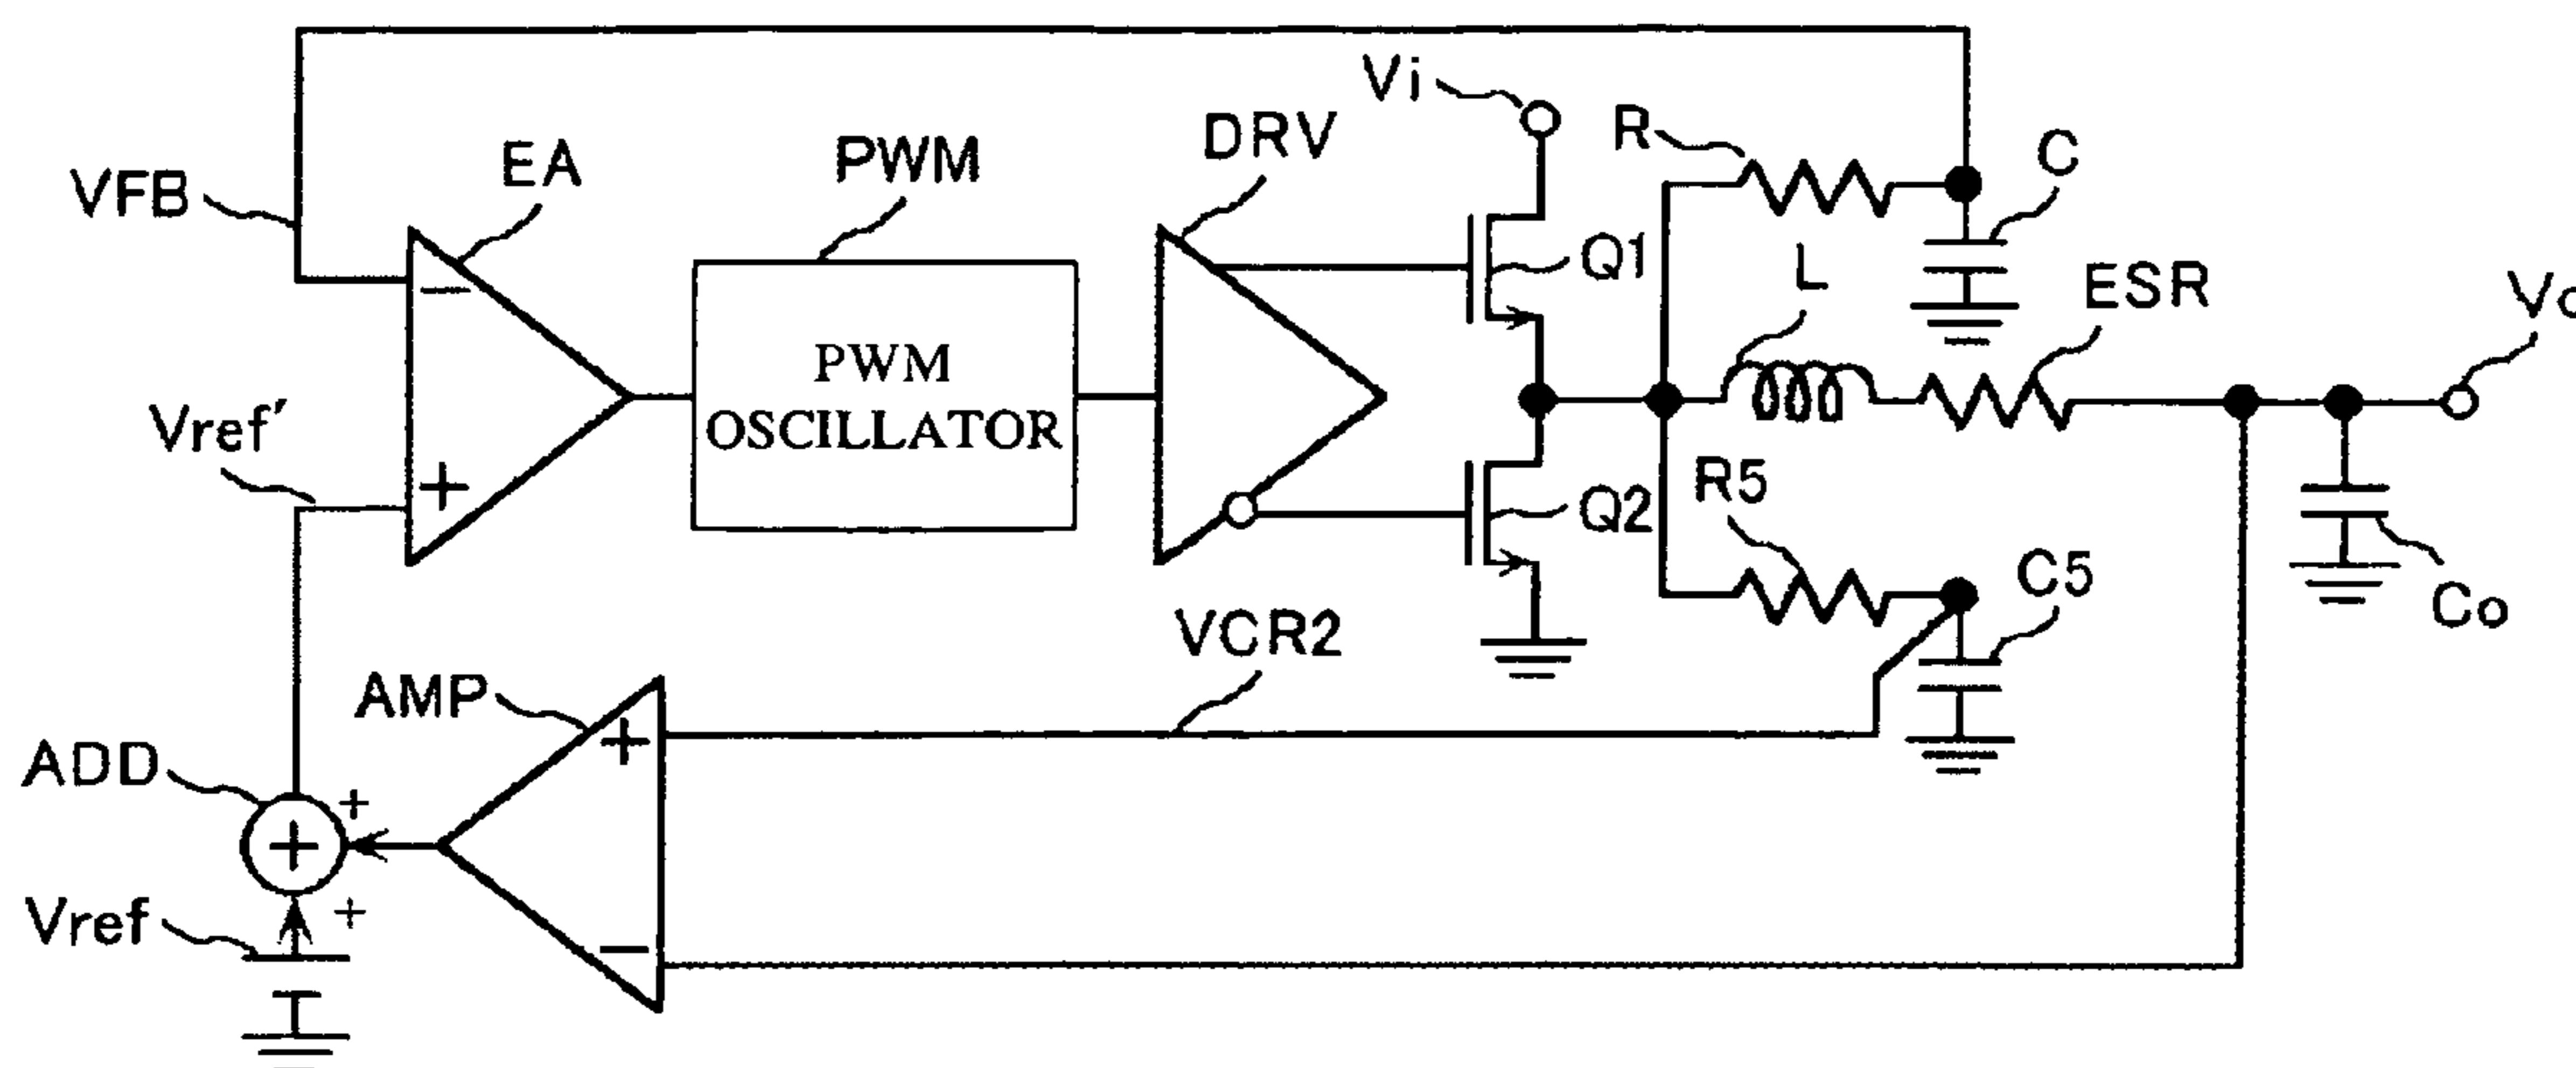 Vi
DRV
R
C
PWM
EA
VFB
Q1
L
ESR
PWM
OSCILLATOR
Vref′
−
+
R5
Q2
C5
Co
VCR2
AMP
+
ADD
+
+
Vref
+
−